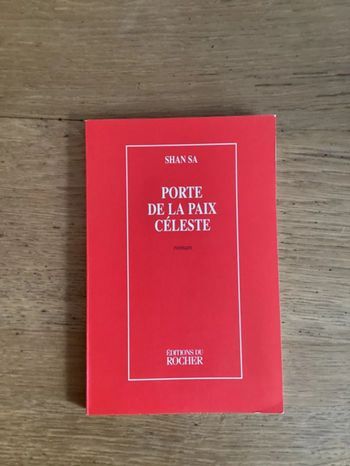 SHAN SA
PORTE
DE LA PAIX
CÉLESTE
roman
ÉDITIONS DU
ROCHER